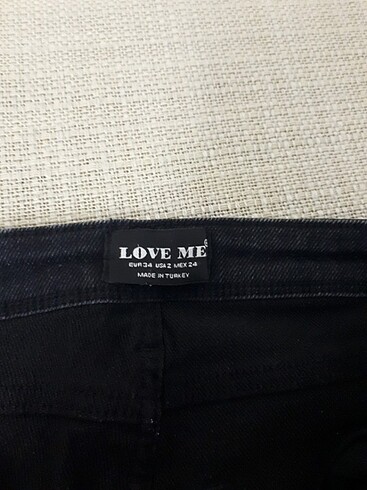 LOVE ME
EUR 34 USA 2 MEX 24
MADE IN TURKEY